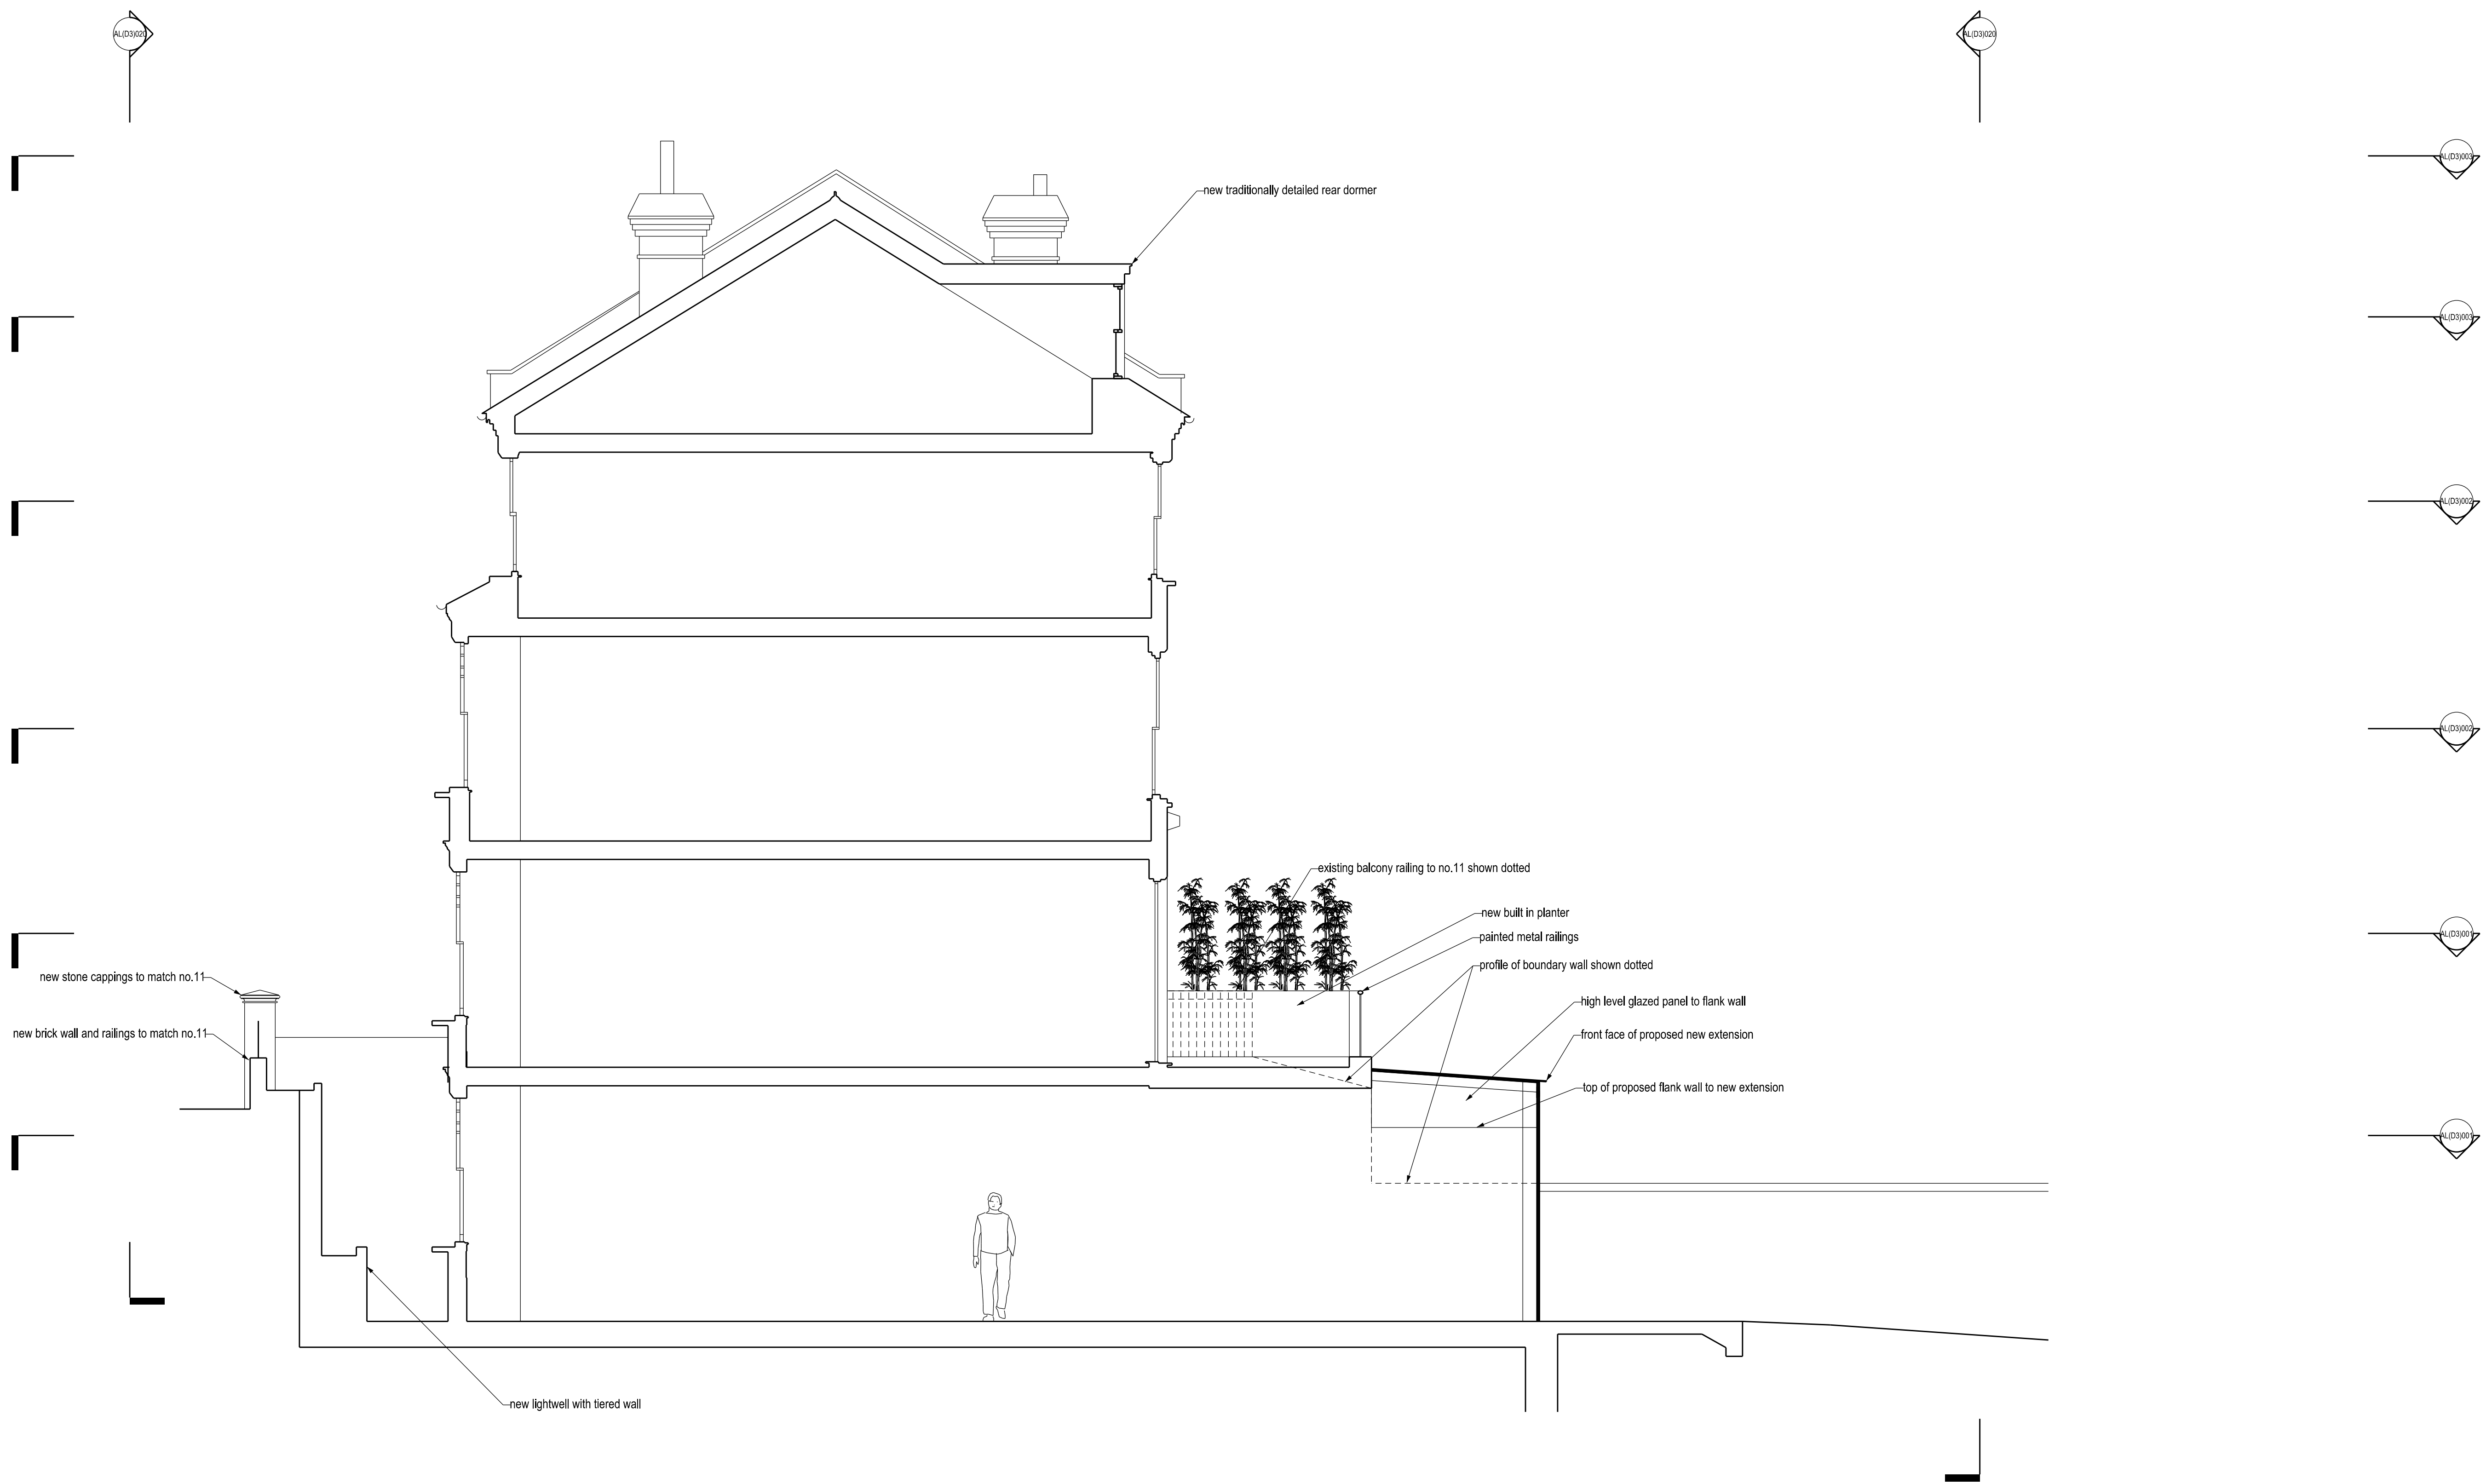 AL(D3)020
AL(D3)020
AL(D3)003
new traditionally detailed rear dormer
AL(D3)003
AL(D3)002
AL(D3)002
existing balcony railing to no.11 shown dotted
new built in planter
painted metal railings
AL(D3)001
profile of boundary wall shown dotted
new stone cappings to match no.11
high level glazed panel to flank wall
new brick wall and railings to match no.11
front face of proposed new extension
top of proposed flank wall to new extension
AL(D3)001
new lightwell with tiered wall